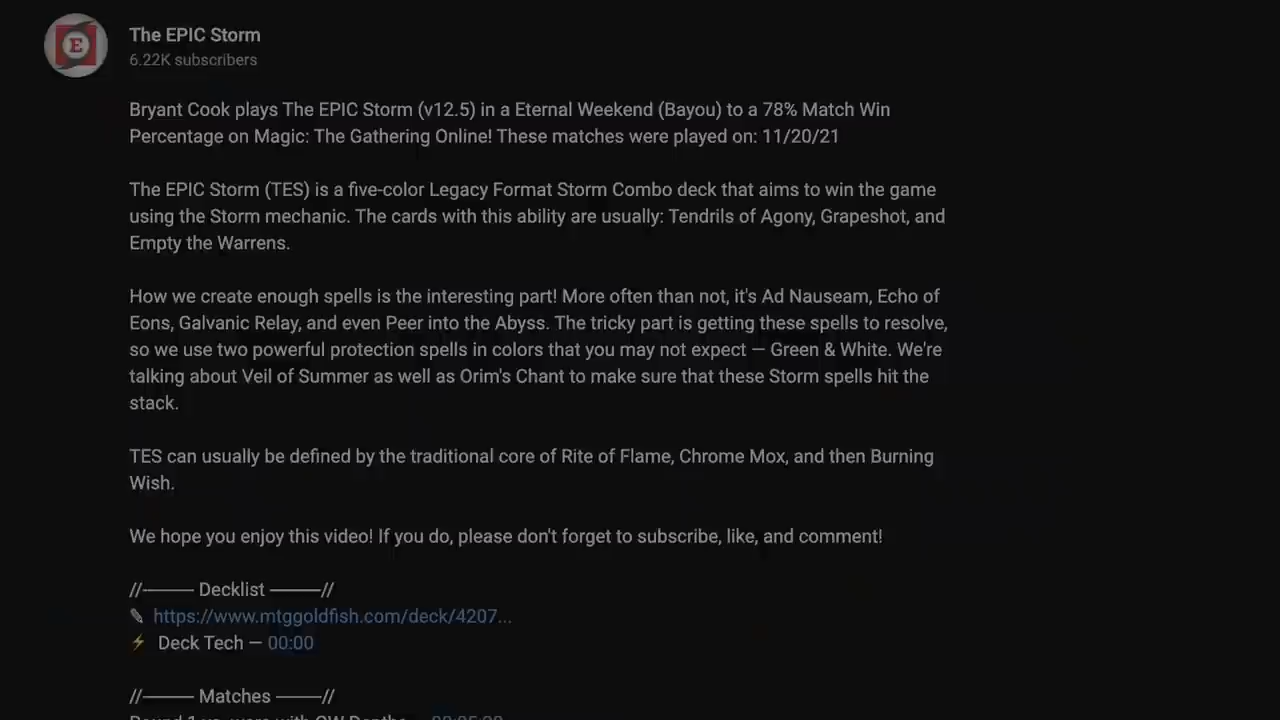 The EPIC Storm
6.22K subscribers
Bryant Cook plays The EPIC Storm (v12.5) in a Eternal Weekend (Bayou) to a 78% Match Win
Percentage on Magic: The Gathering Online! These matches were played on: 11/20/21
The EPIC Storm (TES) is a five-color Legacy Format Storm Combo deck that aims to win the game
using the Storm mechanic. The cards with this ability are usually: Tendrils of Agony, Grapeshot, and
Empty the Warrens.
How we create enough spells is the interesting part! More often than not, it's Ad Nauseam, Echo of
Eons, Galvanic Relay, and even Peer into the Abyss. The tricky part is getting these spells to resolve,
so we use two powerful protection spells in colors that you may not expect — Green & White. We're
talking about Veil of Summer as well as Orim's Chant to make sure that these Storm spells hit the
stack.
TES can usually be defined by the traditional core of Rite of Flame, Chrome Mox, and then Burning
Wish.
We hope you enjoy this video! If you do, please don't forget to subscribe, like, and comment!
//——— Decklist ———//
✎ https://www.mtggoldfish.com/deck/4207...
⚡ Deck Tech — 00:00
//——— Matches ———//
Round 1 vs.